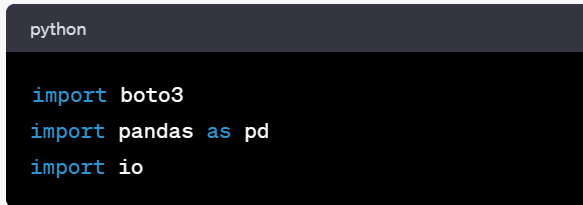 python
import boto3
import pandas as pd
import io